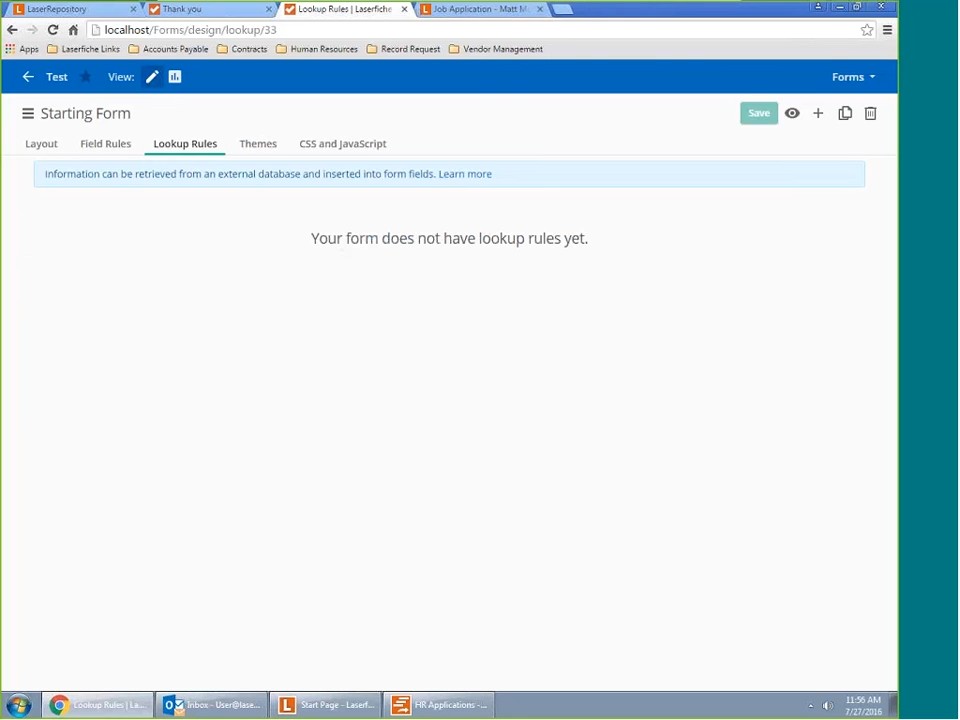 LaserRepository
Thank you
Lookup Rules | Laserfiche
Job Application - Matt M
localhost/Forms/design/lookup/33
Apps Laserfiche Links Accounts Payable Contracts Human Resources Record Request Vendor Management
Test View: Forms
Starting Form Save
Layout Field Rules Lookup Rules Themes CSS and JavaScript
Information can be retrieved from an external database and inserted into form fields. Learn more
Your form does not have lookup rules yet.
Lookup Rules | La... Inbox - User@lase... Start Page - Laserf... HR Applications -...
11:56 AM
7/27/2016